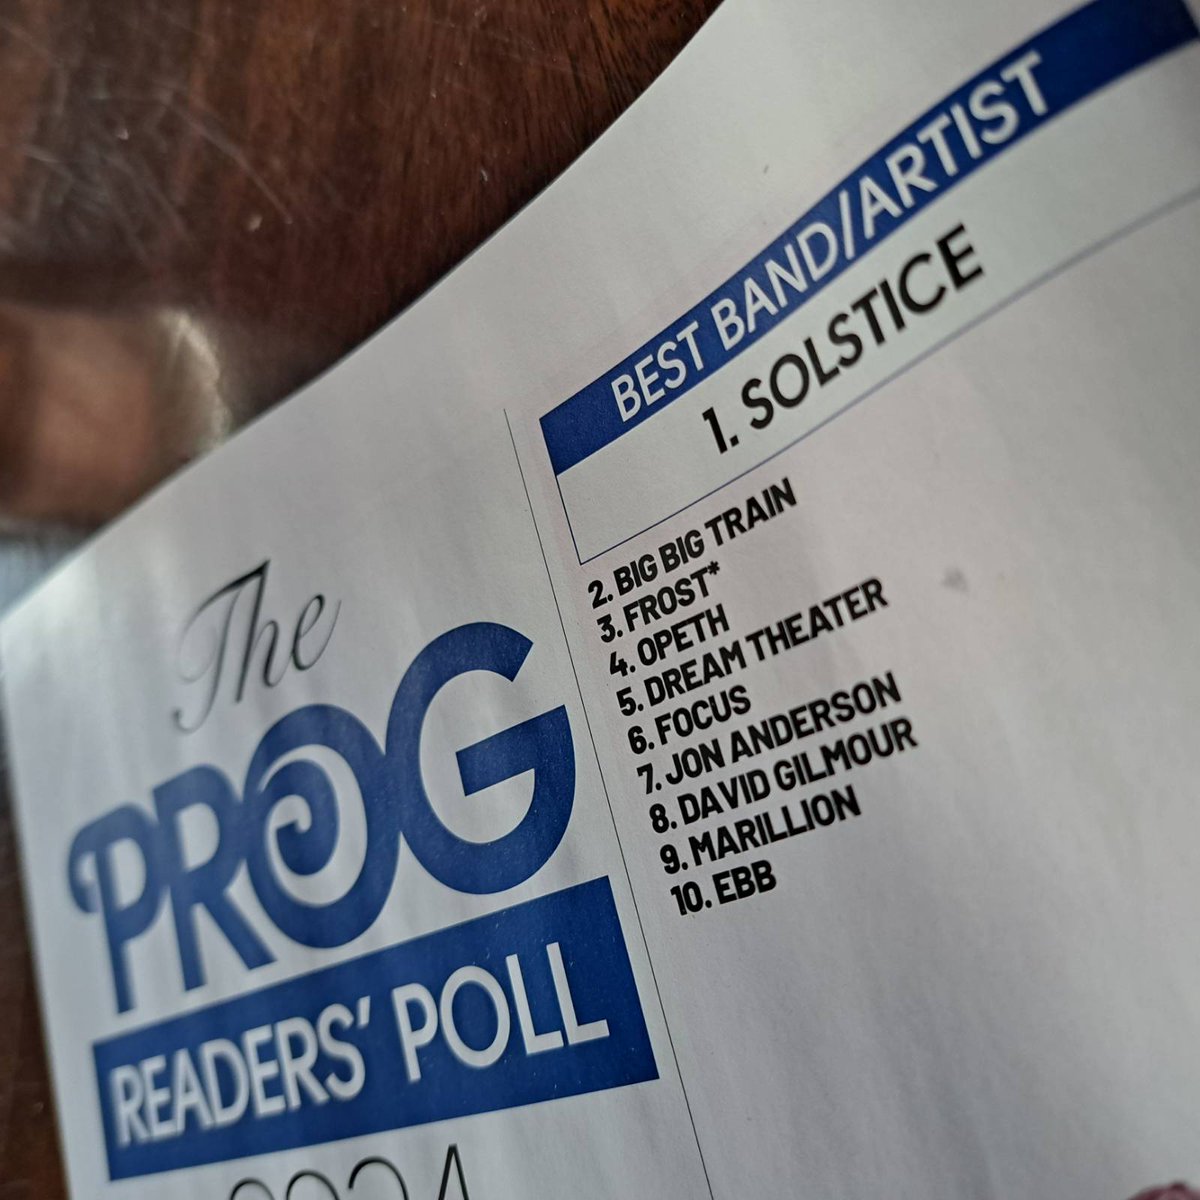 The
PROG
READERS' POLL
2024
BEST BAND/ARTIST
1. SOLSTICE
2. BIG BIG TRAIN
3. FROST*
4. OPETH
5. DREAM THEATER
6. FOCUS
7. JON ANDERSON
8. DAVID GILMOUR
9. MARILLION
10. EBB